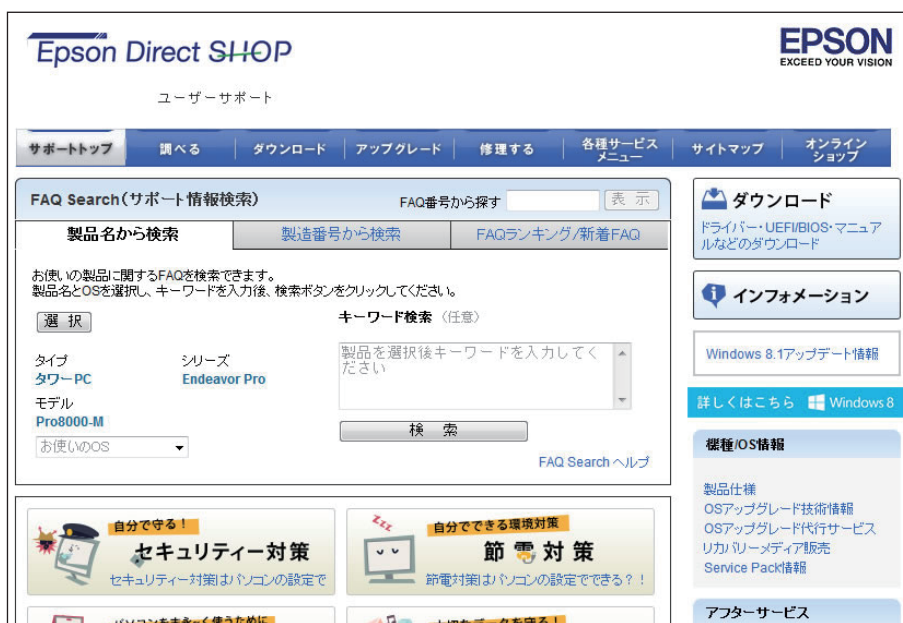 Epson Direct SHOP
EPSON
EXCEED YOUR VISION
ユーザーサポート
サポートトップ
調べる
ダウンロード
アップグレード
修理する
各種サービス
メニュー
サイトマップ
オンライン
ショップ
FAQ Search(サポート情報検索)
FAQ番号から探す
表 示
製品名から検索
製造番号から検索
FAQランキング/新着FAQ
お使いの製品に関するFAQを検索できます。
製品名とOSを選択し、キーワードを入力後、検索ボタンをクリックしてください。
選 択
キーワード検索 (任意)
製品を選択後キーワードを入力してく
ださい
タイプ
タワーPC
シリーズ
Endeavor Pro
モデル
Pro8000-M
お使いのOS
検 索
FAQ Search ヘルプ
自分で守る!
セキュリティー対策
セキュリティー対策はパソコンの設定で
zzz
自分でできる環境対策
節電対策
節電対策はパソコンの設定でできる?!
ダウンロード
ドライバー・UEFI/BIOS・マニュア
ルなどのダウンロード
インフォメーション
Windows 8.1アップデート情報
詳しくはこちら Windows 8
機種/OS情報
製品仕様
OSアップグレード技術情報
OSアップグレード代行サービス
リカバリーメディア販売
Service Pack情報
アフターサービス